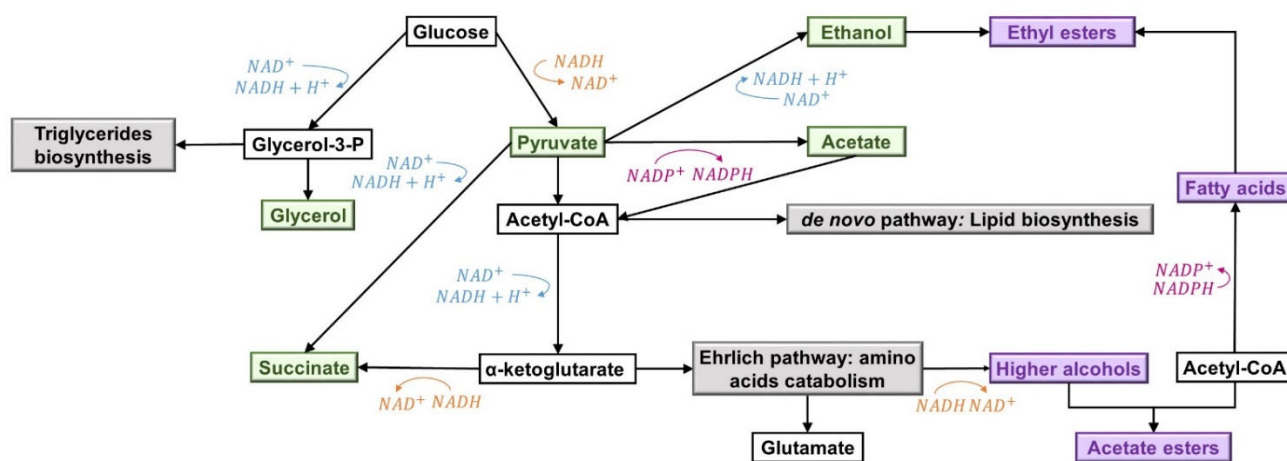 Glucose
Ethanol
Ethyl esters
NAD⁺
NADH + H⁺
NADH
NAD⁺
NADH + H⁺
NAD⁺
Triglycerides
biosynthesis
Glycerol-3-P
Pyruvate
Acetate
NAD⁺
NADH + H⁺
NADP⁺ NADPH
Fatty acids
Glycerol
Acetyl-CoA
de novo pathway: Lipid biosynthesis
NAD⁺
NADH + H⁺
NADP⁺
NADPH
Succinate
α-ketoglutarate
Ehrlich pathway: amino
acids catabolism
Higher alcohols
Acetyl-CoA
NAD⁺ NADH
NADH NAD⁺
Glutamate
Acetate esters